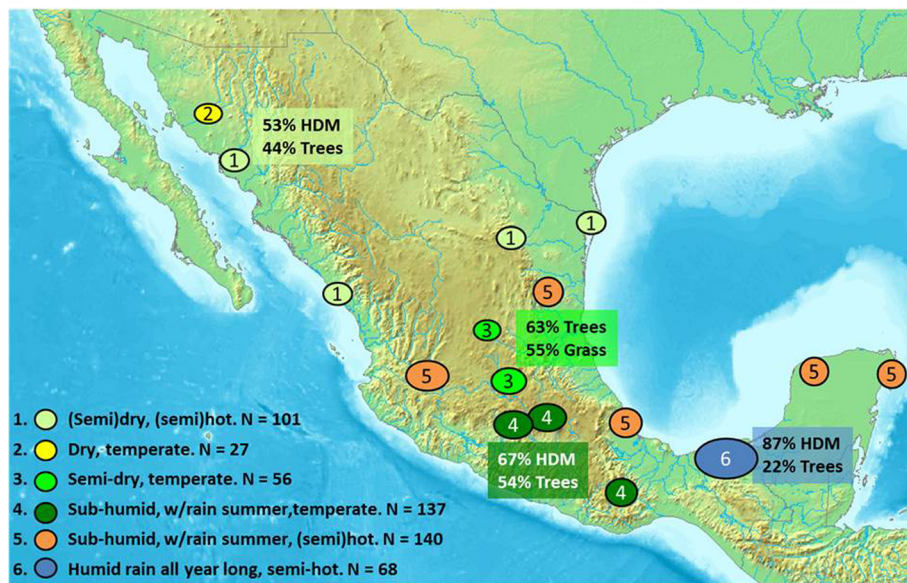 2
53% HDM
44% Trees
1
1
1
1
5
3
63% Trees
55% Grass
5
3
5
5
4
4
5
67% HDM
54% Trees
87% HDM
22% Trees
6
4
1. (Semi)dry, (semi)hot. N = 101
2. Dry, temperate. N = 27
3. Semi-dry, temperate. N = 56
4. Sub-humid, w/rain summer,temperate. N = 137
5. Sub-humid, w/rain summer, (semi)hot. N = 140
6. Humid rain all year long, semi-hot. N = 68